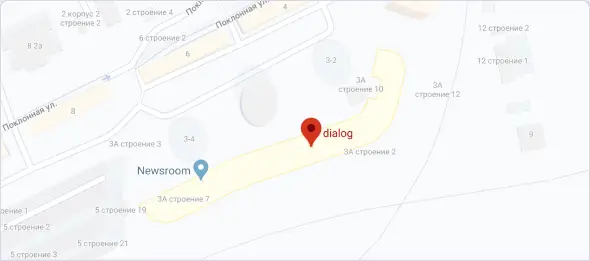 2 корпус 2
строение 2
строение 2
8 2а
6 строение 2
4
6
Поклонная ул.
Поклонная ул.
8
3-2
3А
строение 10
3А
строение 12
12 строение 2
12 строение
строение 1
9
dialog
3А строение 2
3А строение 3
3-4
Newsroom
3А строение 7
5 строение 19
строение 1
5 строение 21
5 строение 3